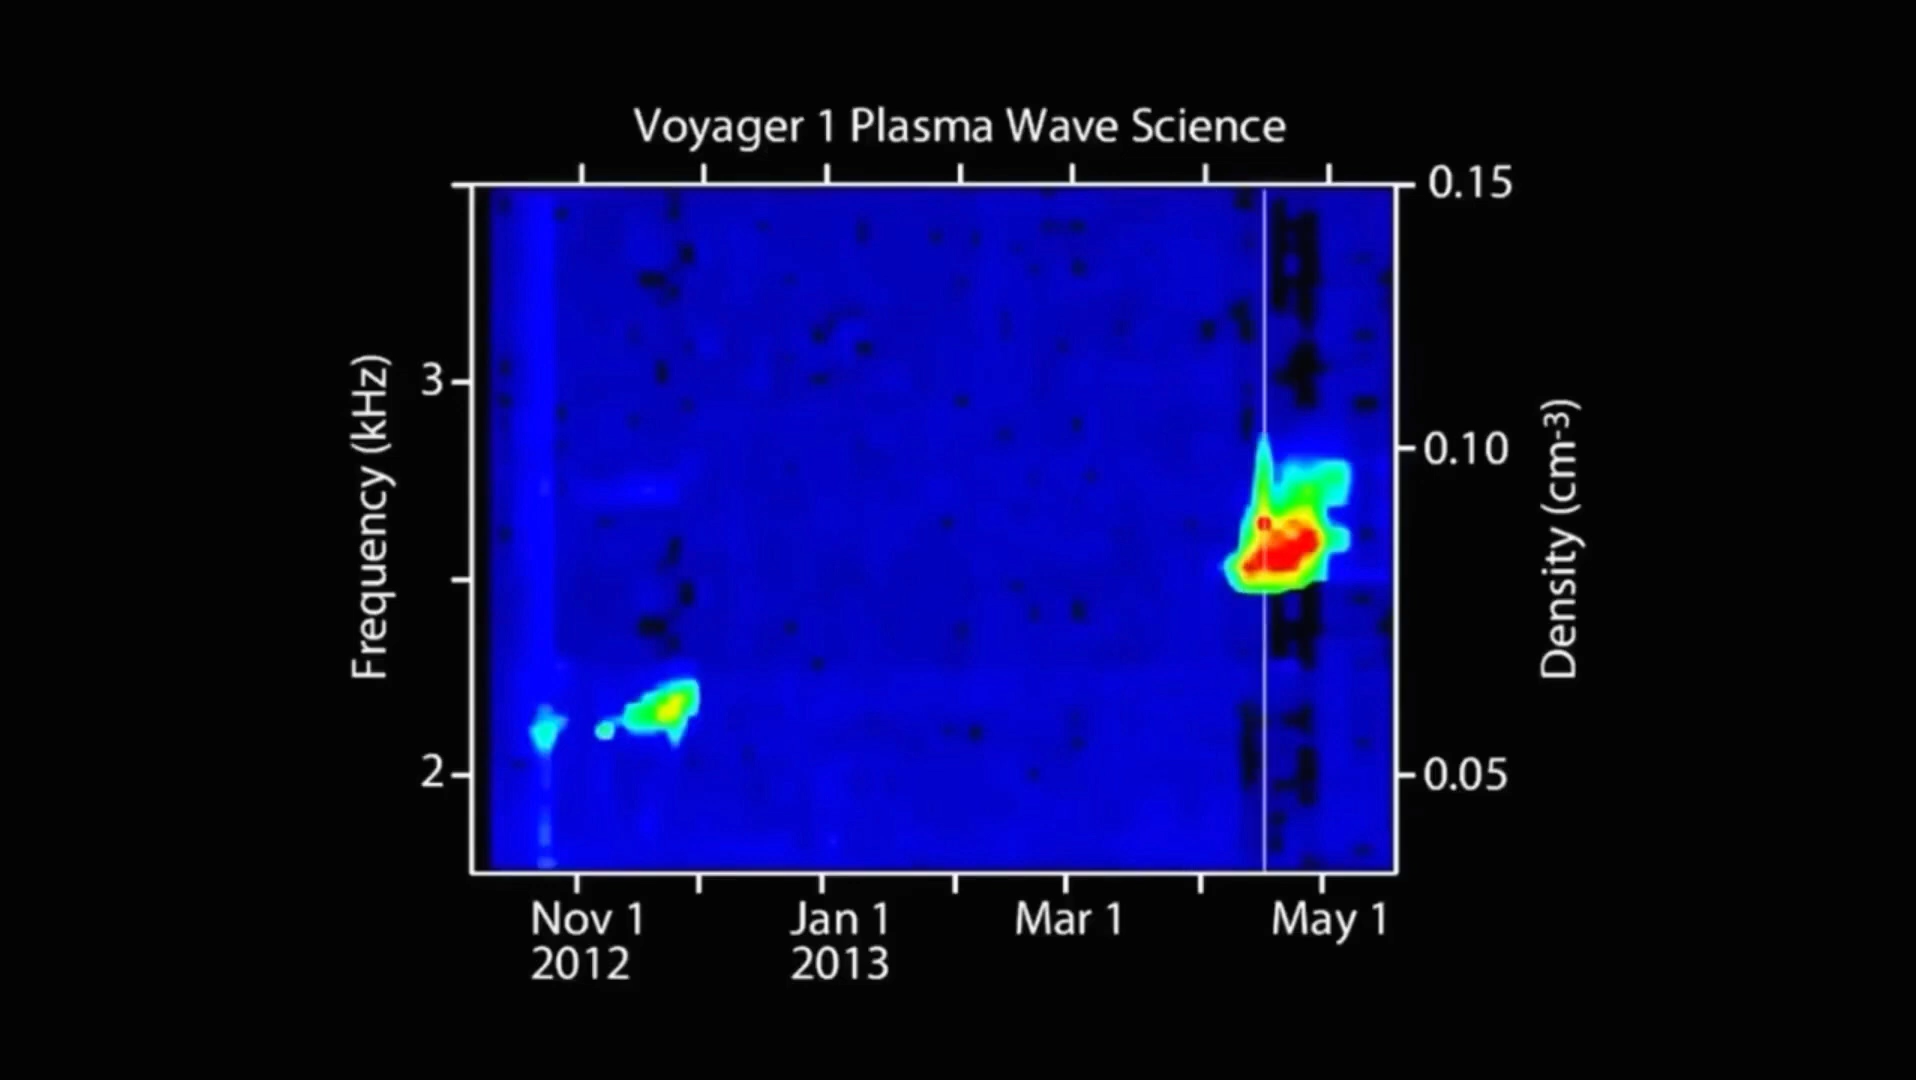 Voyager 1 Plasma Wave Science
0.15
3
0.10
2
0.05
Frequency (kHz)
Density (cm-3)
Nov 1
2012
Jan 1
2013
Mar 1
May 1